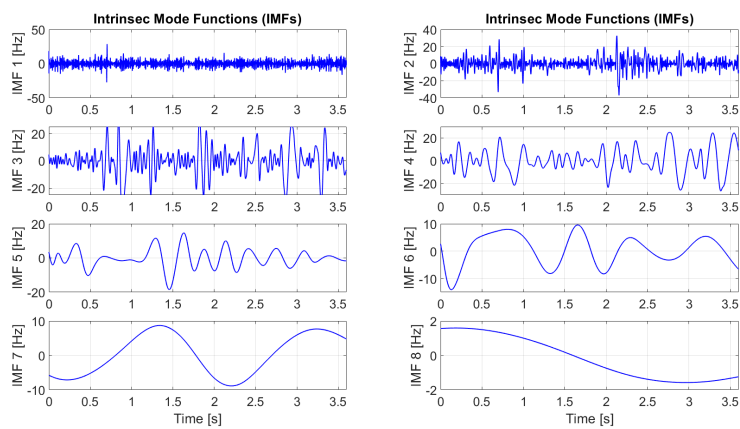 Intrinsec Mode Functions (IMFs)
IMF 1 [Hz]
50
0
-50
0 0.5 1 1.5 2 2.5 3 3.5
Intrinsec Mode Functions (IMFs)
IMF 2 [Hz]
40
20
0
-20
-40
0 0.5 1 1.5 2 2.5 3 3.5
IMF 3 [Hz]
20
0
-20
0 0.5 1 1.5 2 2.5 3 3.5
IMF 4 [Hz]
20
0
-20
0 0.5 1 1.5 2 2.5 3 3.5
IMF 5 [Hz]
20
0
-20
0 0.5 1 1.5 2 2.5 3 3.5
IMF 6 [Hz]
10
0
-10
0 0.5 1 1.5 2 2.5 3 3.5
IMF 7 [Hz]
10
0
-10
0 0.5 1 1.5 2 2.5 3 3.5
Time [s]
IMF 8 [Hz]
2
0
-2
0 0.5 1 1.5 2 2.5 3 3.5
Time [s]